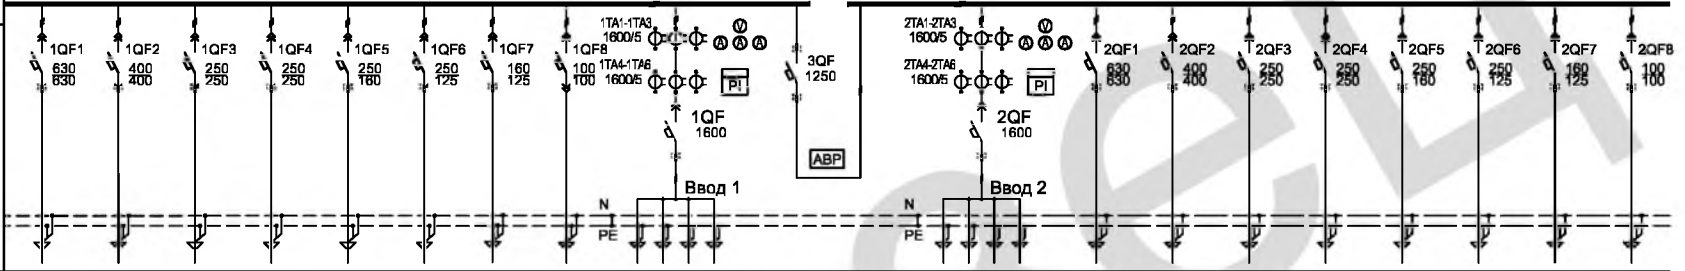 1QF1
630
630
1QF2
400
400
1QF3
250
250
1QF4
250
250
1QF5
250
160
1QF6
250
125
1QF7
160
125
1QF8
100
100
1TA1-1TA3
1600/5
V
A A A
1TA4-1TA6
1600/5
PI
1QF
1600
Ввод 1
N
PE
3QF
1250
АВР
2TA1-2TA3
1600/5
V
A A A
2TA4-2TA6
1600/5
PI
2QF
1600
Ввод 2
N
PE
2QF1
630
630
2QF2
400
400
2QF3
250
250
2QF4
250
250
2QF5
250
160
2QF6
250
125
2QF7
160
125
2QF8
100
100